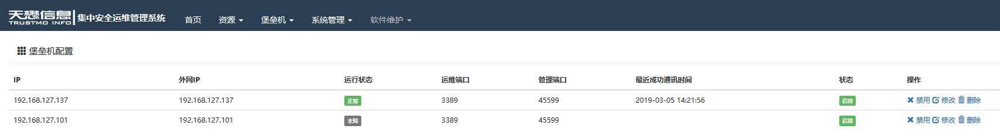 天懋信息 集中安全运维管理系统 首页 资源 堡垒机 系统管理 软件维护
TRUSTMO INFO
堡垒机配置
IP 外网IP 运行状态 运维端口 管理端口 最近成功通讯时间 状态 操作
192.168.127.137 192.168.127.137 正常 3389 45599 2019-03-05 14:21:56 启用 禁用 修改 删除
192.168.127.101 192.168.127.101 未知 3389 45599 启用 禁用 修改 删除